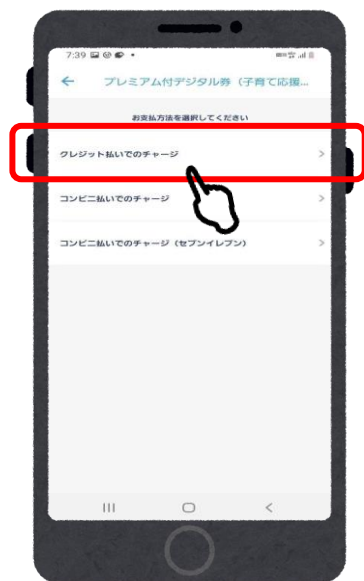 7:39
プレミアム付デジタル券（子育て応援...
お支払方法を選択してください
クレジット払いでのチャージ
コンビニ払いでのチャージ
コンビニ払いでのチャージ（セブンイレブン）